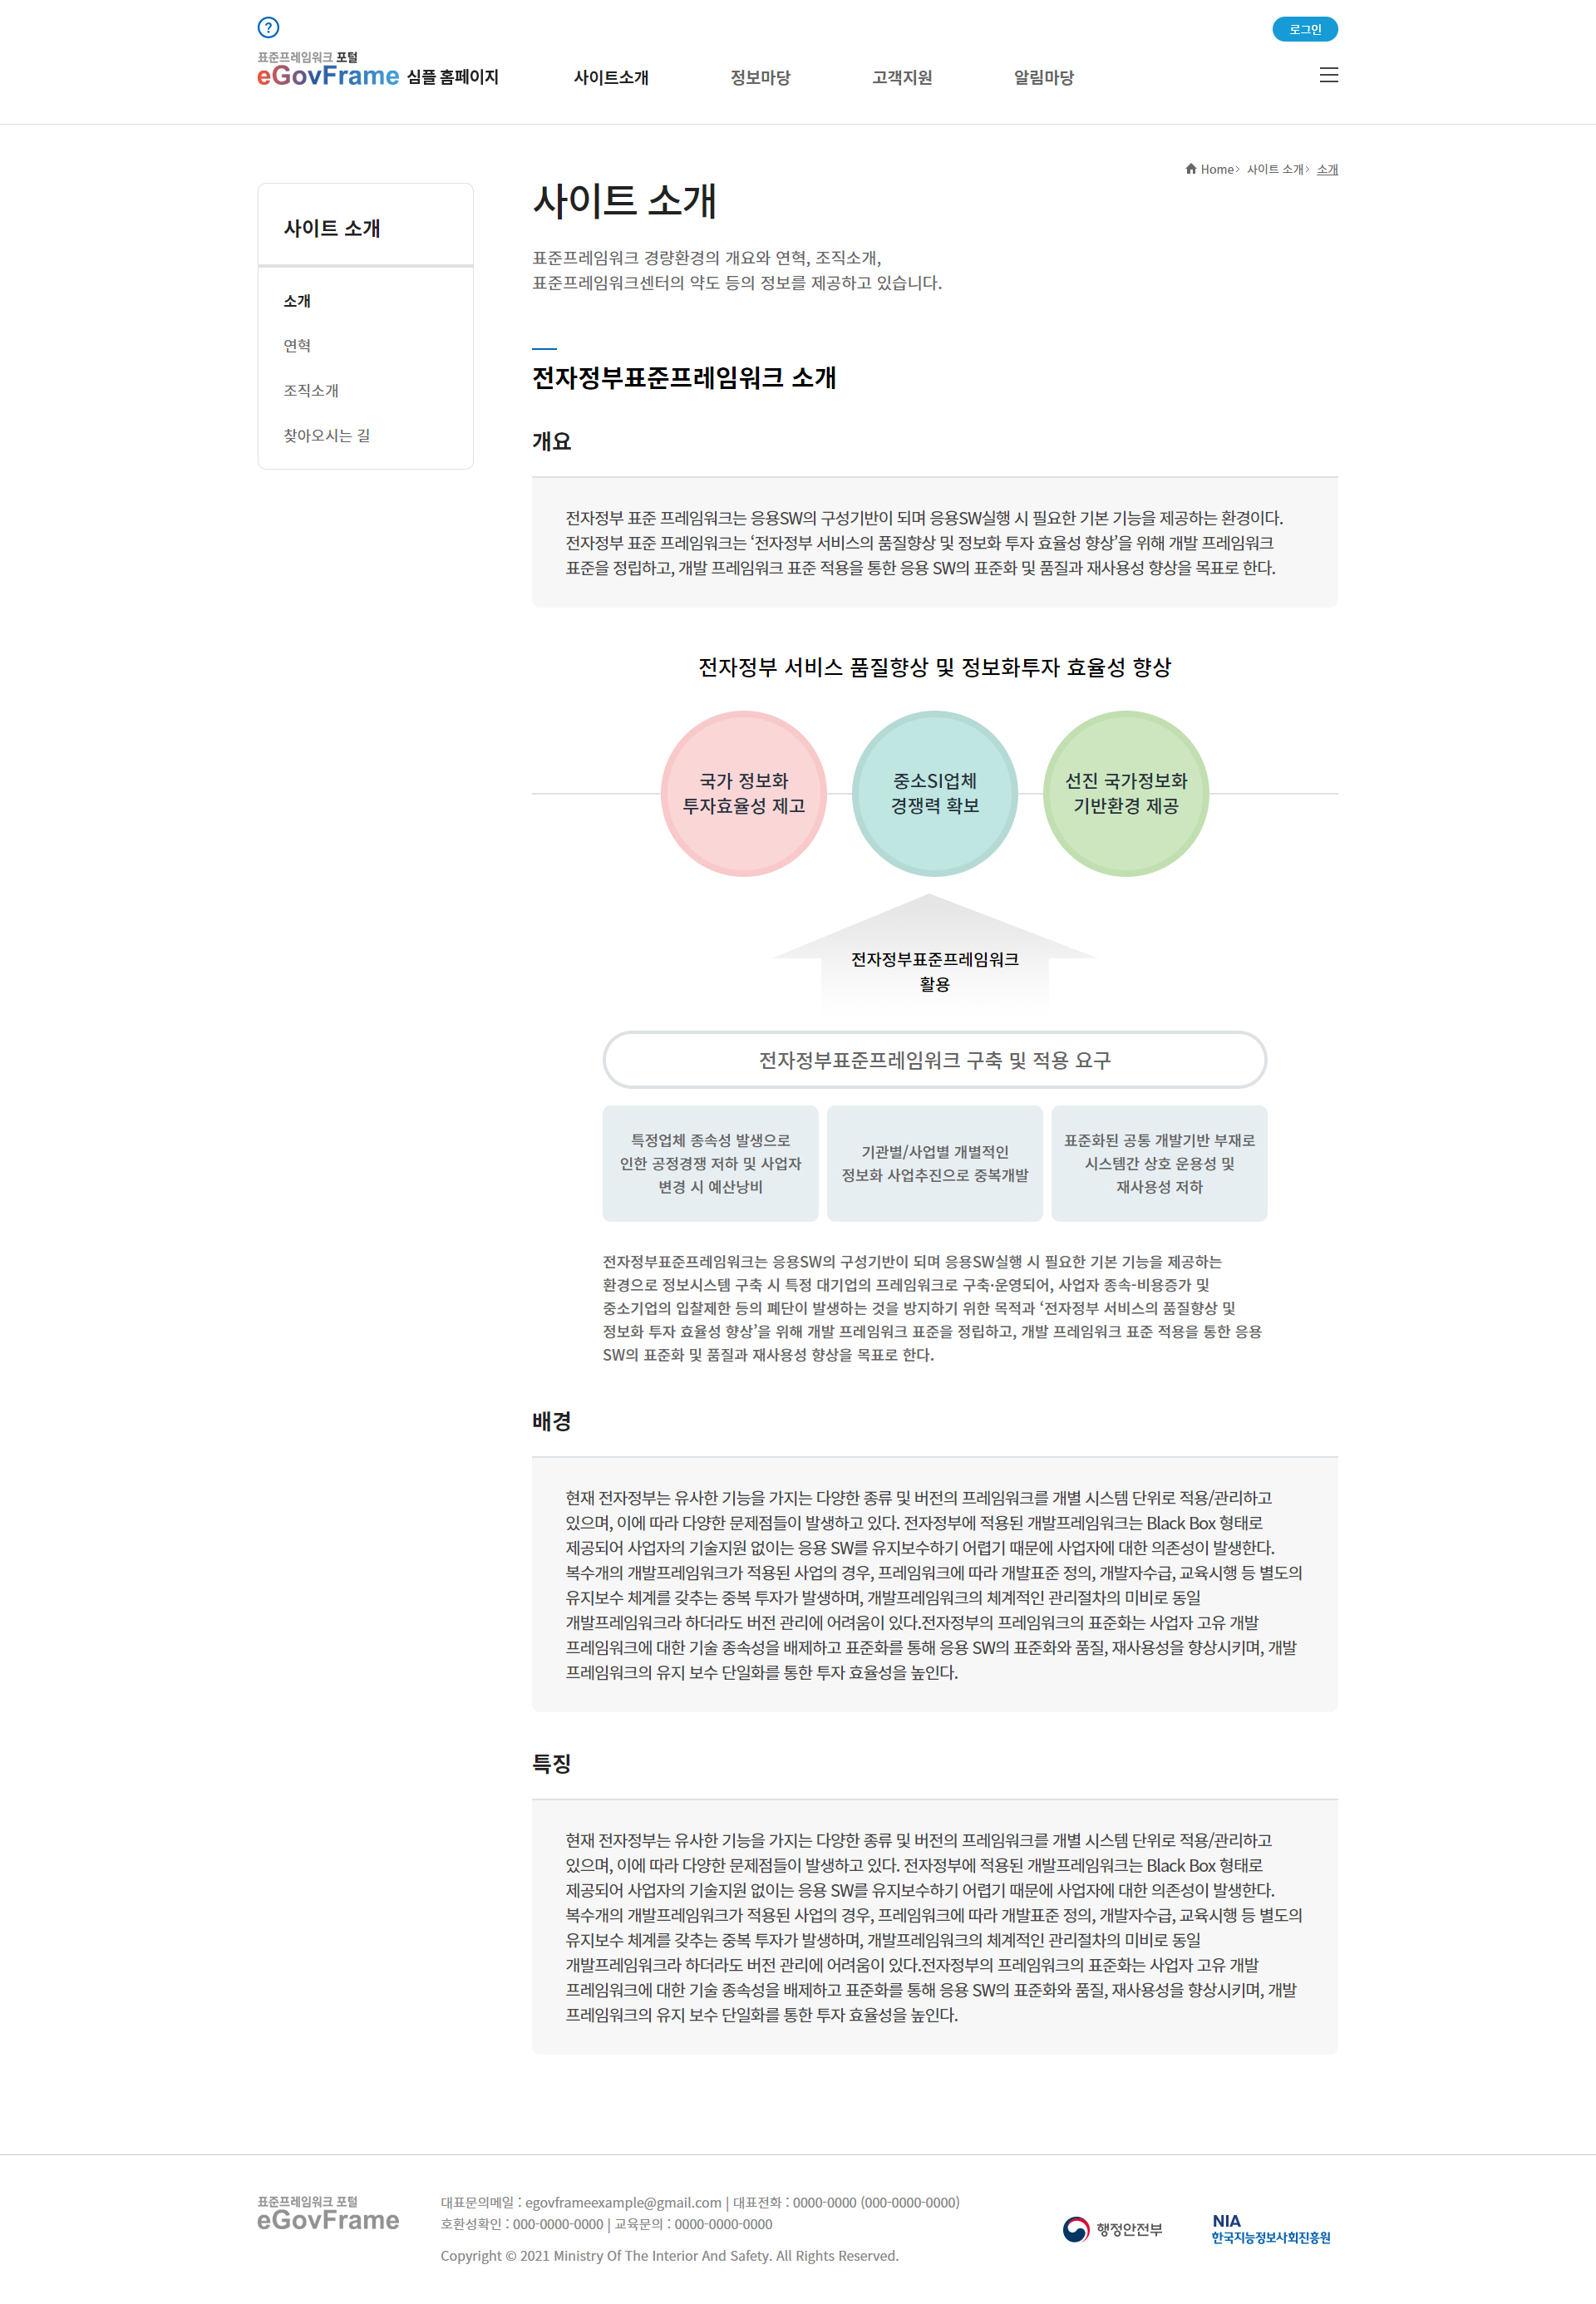 로그인
표준프레임워크 포털
eGovFrame 심플 홈페이지
사이트소개
정보마당
고객지원
알림마당
Home
사이트 소개
소개
사이트 소개
소개
연혁
조직소개
찾아오시는 길
사이트 소개
표준프레임워크 경량환경의 개요와 연혁, 조직소개,
표준프레임워크센터의 약도 등의 정보를 제공하고 있습니다.
전자정부표준프레임워크 소개
개요
전자정부 표준 프레임워크는 응용SW의 구성기반이 되며 응용SW실행 시 필요한 기본 기능을 제공하는 환경이다.
전자정부 표준 프레임워크는 ‘전자정부 서비스의 품질향상 및 정보화 투자 효율성 향상’을 위해 개발 프레임워크
표준을 정립하고, 개발 프레임워크 표준 적용을 통한 응용 SW의 표준화 및 품질과 재사용성 향상을 목표로 한다.
전자정부 서비스 품질향상 및 정보화투자 효율성 향상
국가 정보화
투자효율성 제고
중소SI업체
경쟁력 확보
선진 국가정보화
기반환경 제공
전자정부표준프레임워크
활용
전자정부표준프레임워크 구축 및 적용 요구
특정업체 종속성 발생으로
인한 공정경쟁 저하 및 사업자
변경 시 예산낭비
기관별/사업별 개별적인
정보화 사업추진으로 중복개발
표준화된 공통 개발기반 부재로
시스템간 상호 운용성 및
재사용성 저하
전자정부표준프레임워크는 응용SW의 구성기반이 되며 응용SW실행 시 필요한 기본 기능을 제공하는
환경으로 정보시스템 구축 시 특정 대기업의 프레임워크로 구축·운영되어, 사업자 종속-비용증가 및
중소기업의 입찰제한 등의 폐단이 발생하는 것을 방지하기 위한 목적과 ‘전자정부 서비스의 품질향상 및
정보화 투자 효율성 향상’을 위해 개발 프레임워크 표준을 정립하고, 개발 프레임워크 표준 적용을 통한 응용
SW의 표준화 및 품질과 재사용성 향상을 목표로 한다.
배경
현재 전자정부는 유사한 기능을 가지는 다양한 종류 및 버전의 프레임워크를 개별 시스템 단위로 적용/관리하고
있으며, 이에 따라 다양한 문제점들이 발생하고 있다. 전자정부에 적용된 개발프레임워크는 Black Box 형태로
제공되어 사업자의 기술지원 없이는 응용 SW를 유지보수하기 어렵기 때문에 사업자에 대한 의존성이 발생한다.
복수개의 개발프레임워크가 적용된 사업의 경우, 프레임워크에 따라 개발표준 정의, 개발자수급, 교육시행 등 별도의
유지보수 체계를 갖추는 중복 투자가 발생하며, 개발프레임워크의 체계적인 관리절차의 미비로 동일
개발프레임워크라 하더라도 버전 관리에 어려움이 있다.전자정부의 프레임워크의 표준화는 사업자 고유 개발
프레임워크에 대한 기술 종속성을 배제하고 표준화를 통해 응용 SW의 표준화와 품질, 재사용성을 향상시키며, 개발
프레임워크의 유지 보수 단일화를 통한 투자 효율성을 높인다.
특징
현재 전자정부는 유사한 기능을 가지는 다양한 종류 및 버전의 프레임워크를 개별 시스템 단위로 적용/관리하고
있으며, 이에 따라 다양한 문제점들이 발생하고 있다. 전자정부에 적용된 개발프레임워크는 Black Box 형태로
제공되어 사업자의 기술지원 없이는 응용 SW를 유지보수하기 어렵기 때문에 사업자에 대한 의존성이 발생한다.
복수개의 개발프레임워크가 적용된 사업의 경우, 프레임워크에 따라 개발표준 정의, 개발자수급, 교육시행 등 별도의
유지보수 체계를 갖추는 중복 투자가 발생하며, 개발프레임워크의 체계적인 관리절차의 미비로 동일
개발프레임워크라 하더라도 버전 관리에 어려움이 있다.전자정부의 프레임워크의 표준화는 사업자 고유 개발
프레임워크에 대한 기술 종속성을 배제하고 표준화를 통해 응용 SW의 표준화와 품질, 재사용성을 향상시키며, 개발
프레임워크의 유지 보수 단일화를 통한 투자 효율성을 높인다.
표준프레임워크 포털
eGovFrame
대표문의메일 : egovframeexample@gmail.com | 대표전화 : 0000-0000 (000-0000-0000)
호환성확인 : 000-0000-0000 | 교육문의 : 0000-0000-0000
Copyright © 2021 Ministry Of The Interior And Safety. All Rights Reserved.
행정안전부
NIA
한국지능정보사회진흥원